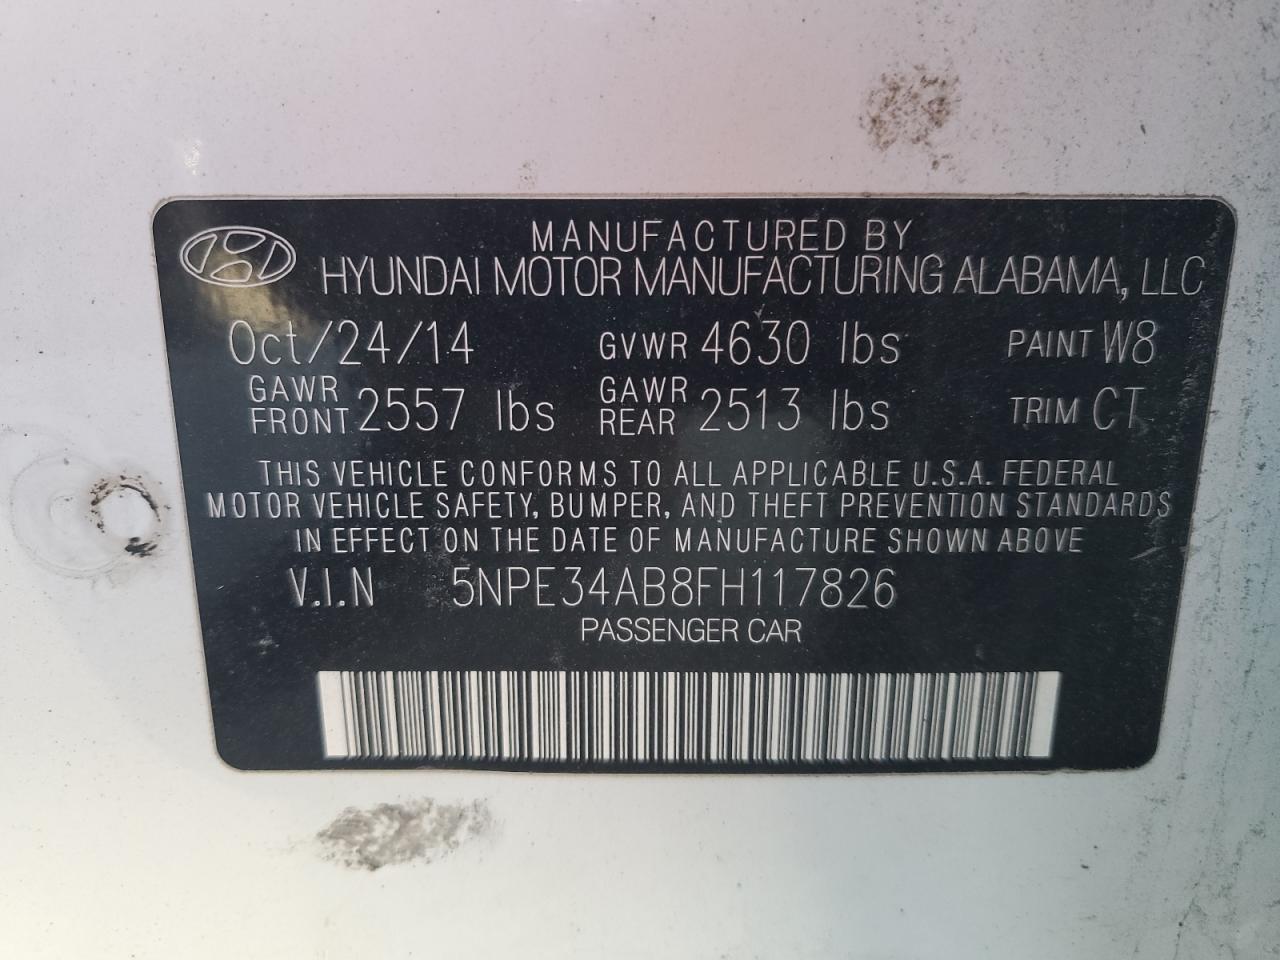 MANUFACTURED BY
HYUNDAI MOTOR MANUFACTURING ALABAMA, LLC
Oct/24/14 GVWR 4630 lbs PAINT W8
GAWR FRONT 2557 lbs GAWR REAR 2513 lbs TRIM CT
THIS VEHICLE CONFORMS TO ALL APPLICABLE U.S.A. FEDERAL
MOTOR VEHICLE SAFETY, BUMPER, AND THEFT PREVENTION STANDARDS
IN EFFECT ON THE DATE OF MANUFACTURE SHOWN ABOVE
V.I.N 5NPE34AB8FH117826
PASSENGER CAR